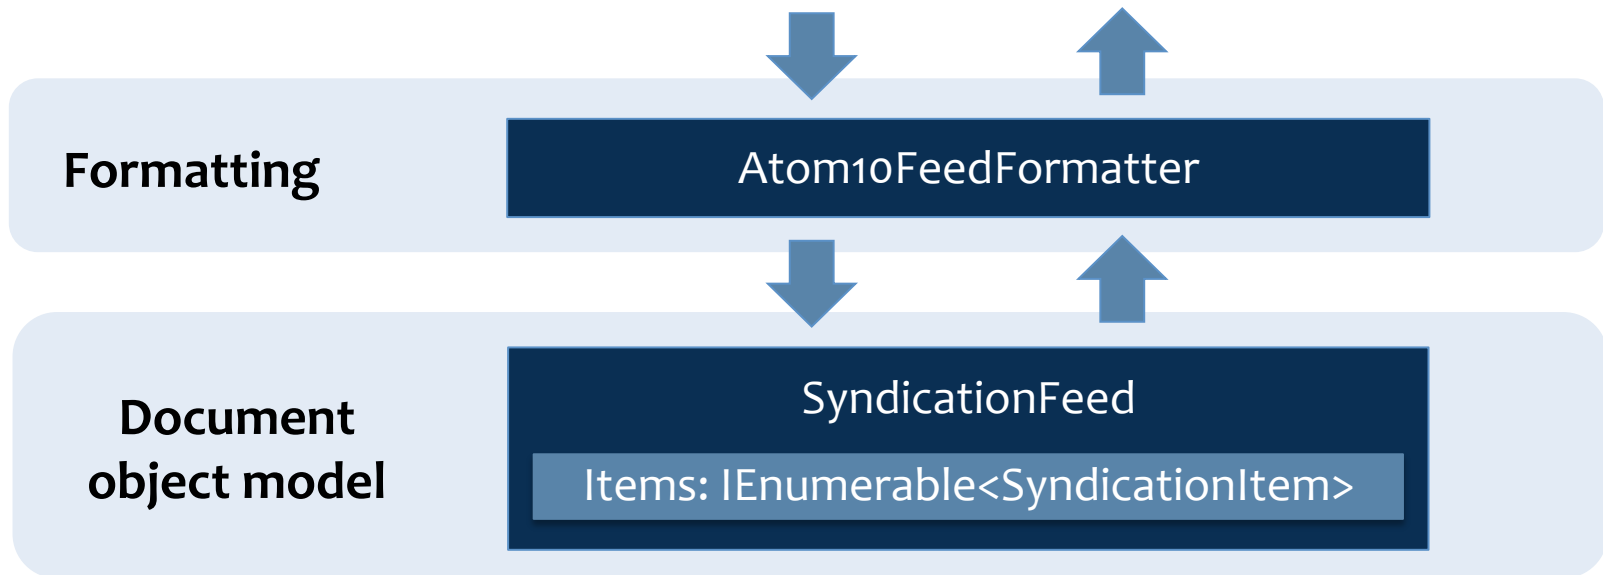 Formatting
Atom10FeedFormatter
Document
object model
SyndicationFeed
Items: IEnumerable<SyndicationItem>